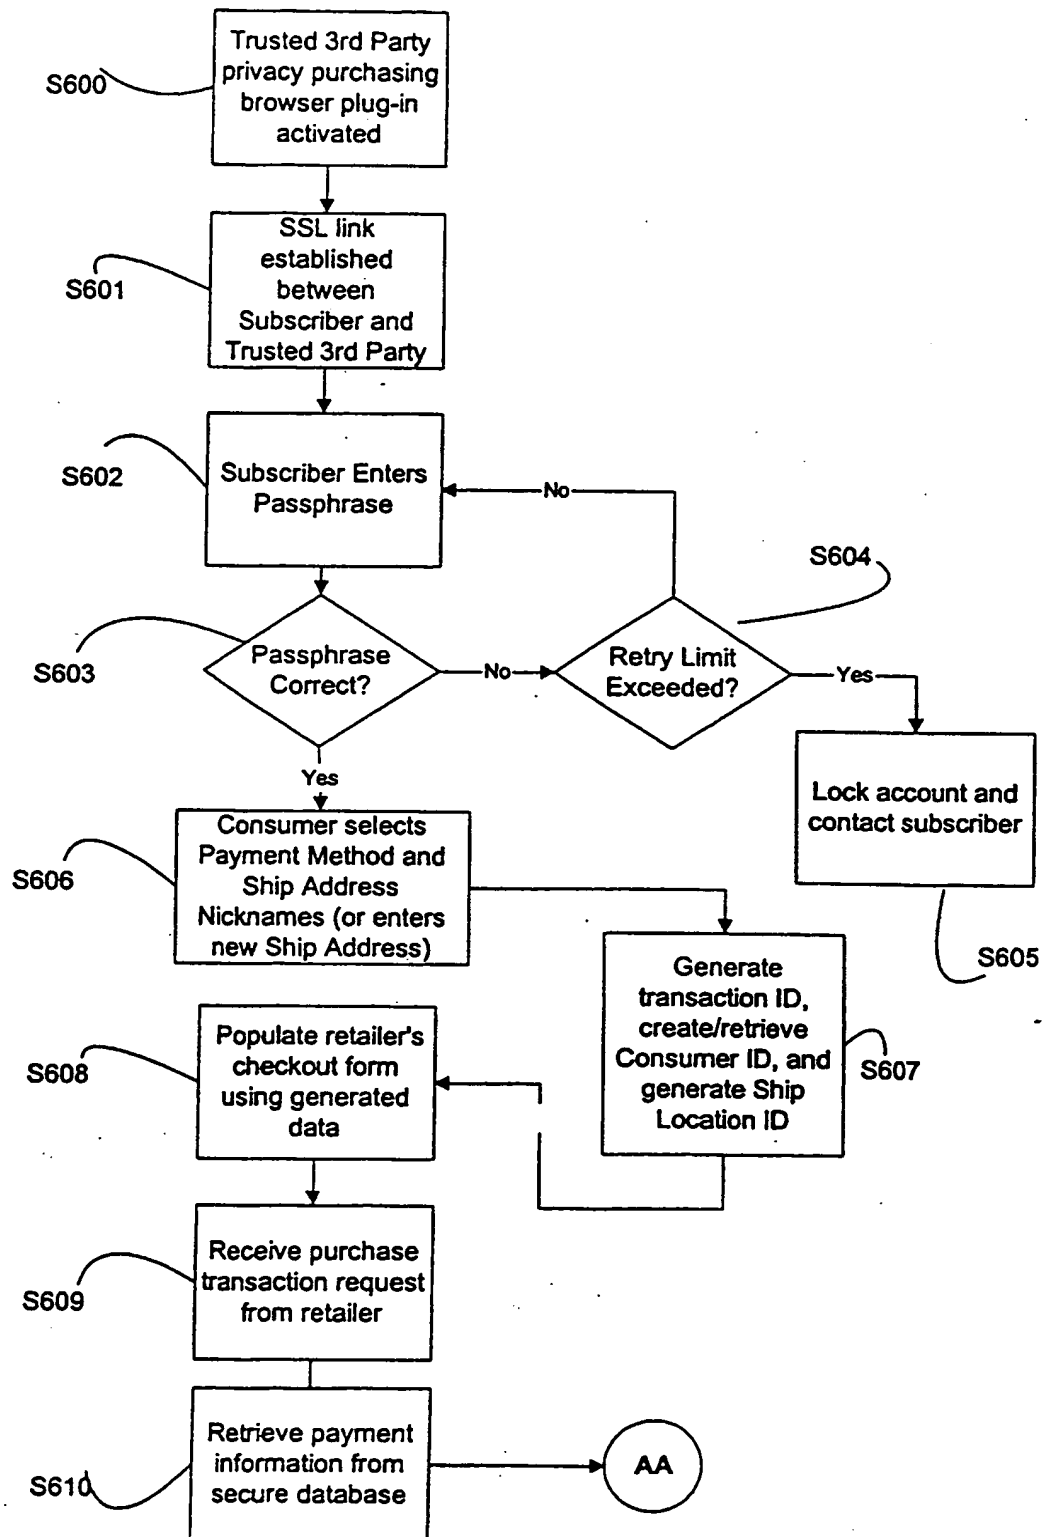 Trusted 3rd Party
privacy purchasing
browser plug-in
activated
S600
SSL link
established
between
Subscriber and
Trusted 3rd Party
S601
Subscriber Enters
Passphrase
S602
No
S604
Passphrase
Correct?
S603
No
Retry Limit
Exceeded?
Yes
Yes
Lock account and
contact subscriber
S605
Consumer selects
Payment Method and
Ship Address
Nicknames (or enters
new Ship Address)
S606
Generate
transaction ID,
create/retrieve
Consumer ID, and
generate Ship
Location ID
S607
Populate retailer's
checkout form
using generated
data
S608
Receive purchase
transaction request
from retailer
S609
Retrieve payment
information from
secure database
S610
AA